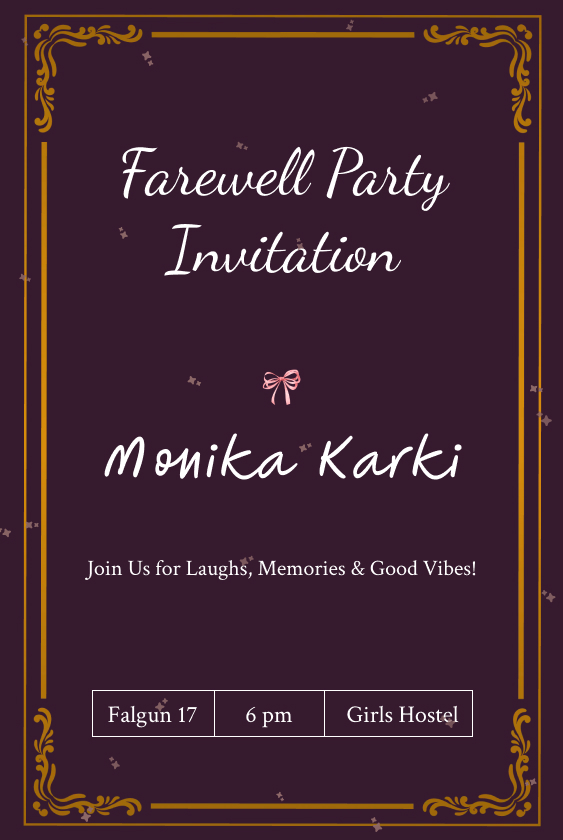 Farewell Party
Invitation
Monika Karki
Join Us for Laughs, Memories & Good Vibes!
Falgun 17 6 pm Girls Hostel